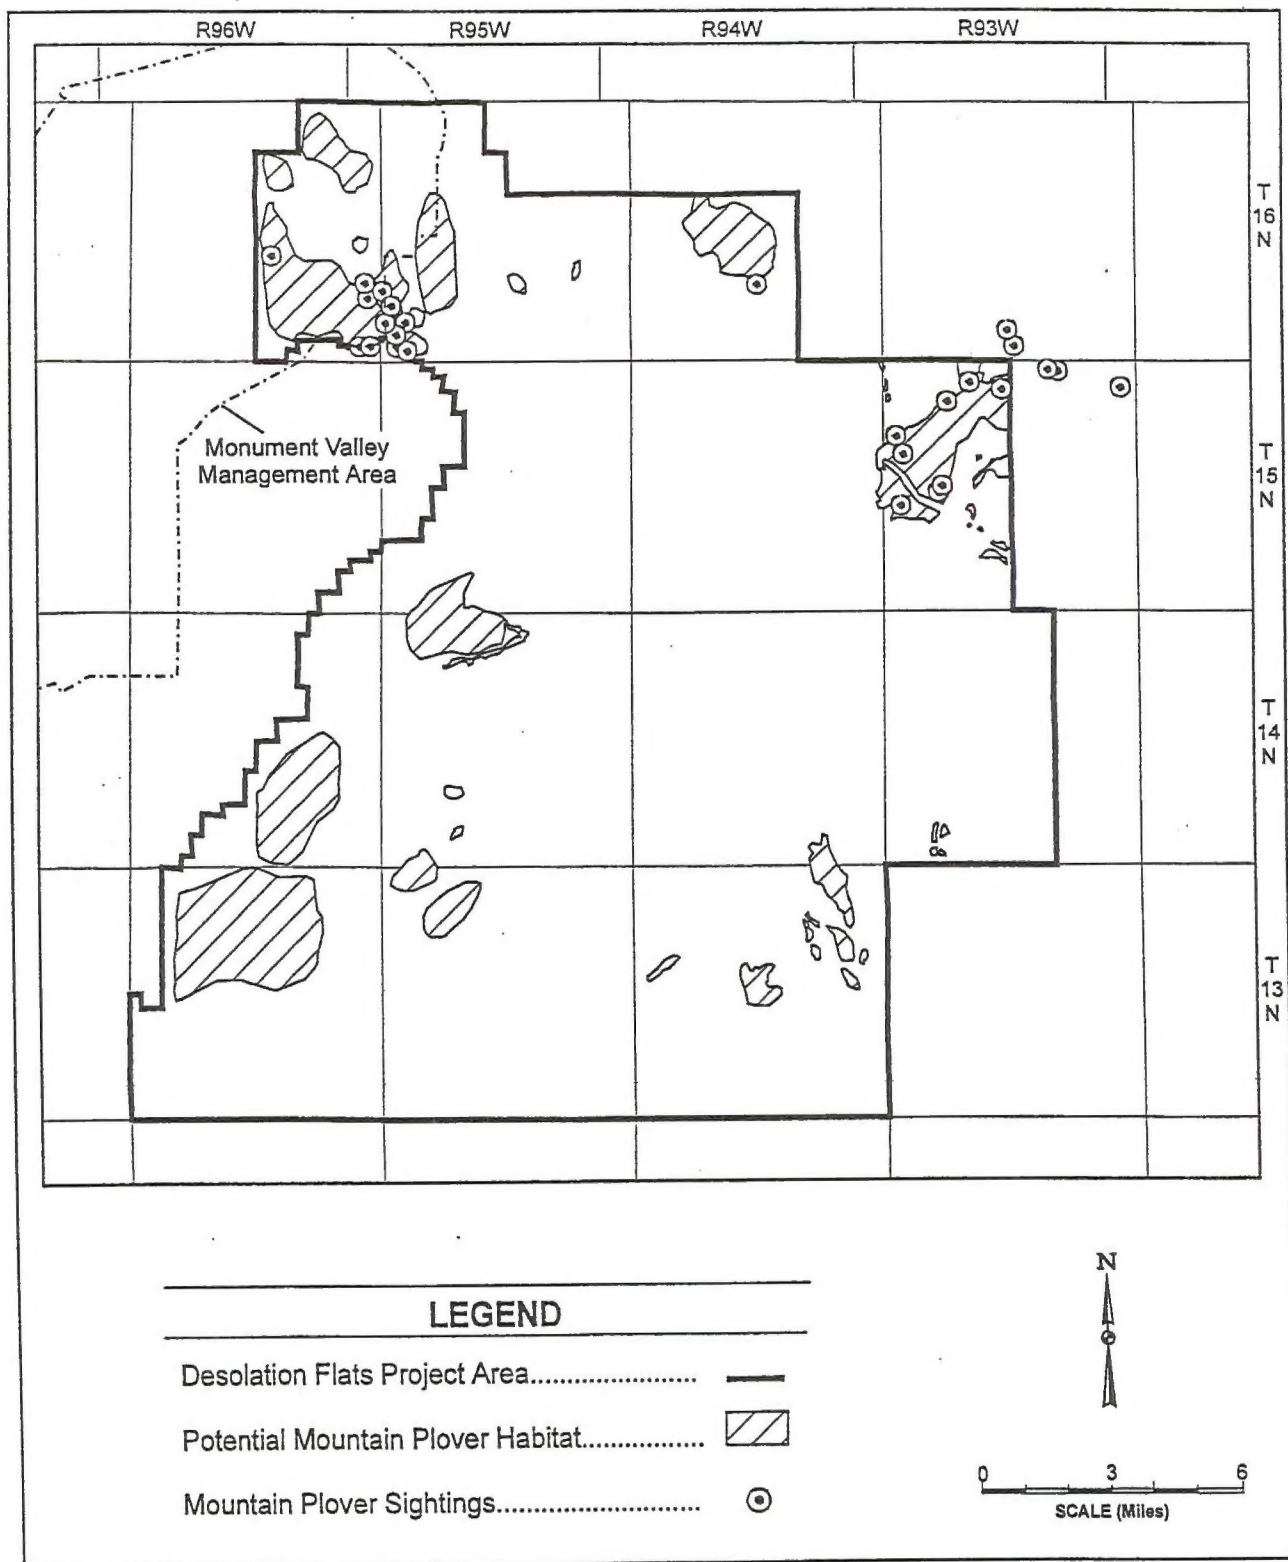 R96W R95W R94W R93W
T
16
N
Monument Valley
Management Area
T
15
N
T
14
N
T
13
N
LEGEND
Desolation Flats Project Area.......................
Potential Mountain Plover Habitat.................
Mountain Plover Sightings............................
N
0 3 6
SCALE (Miles)